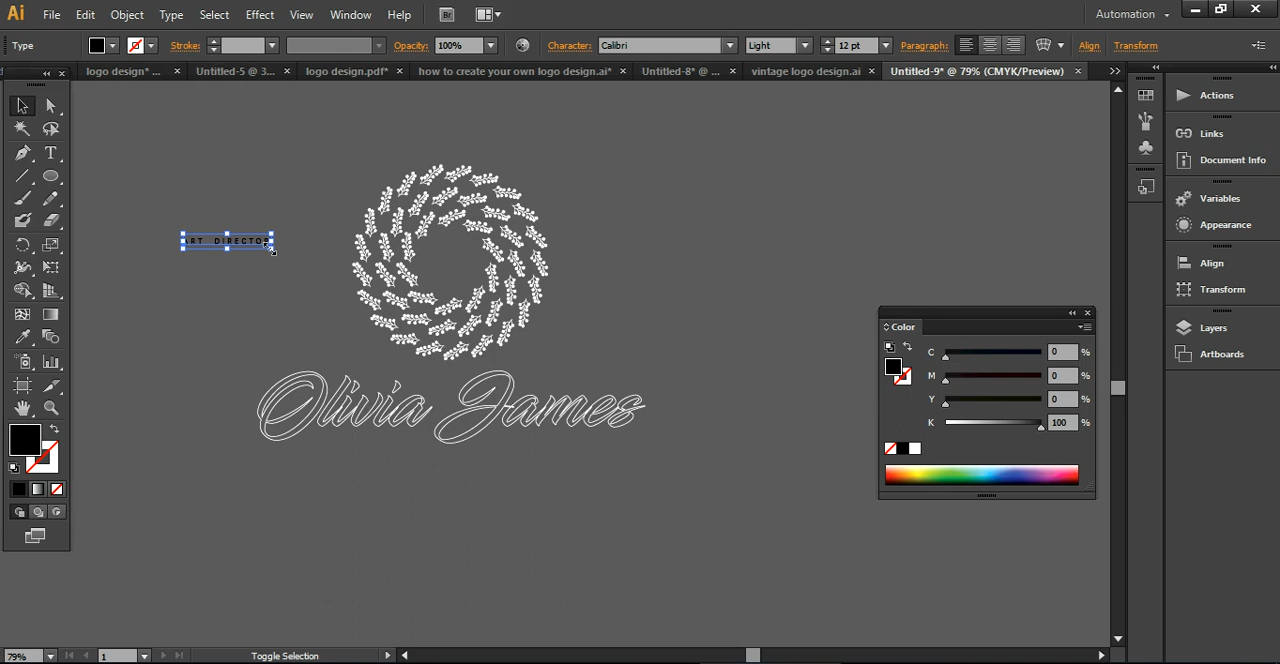 Ai File Edit Object Type Select Effect View Window Help Br Automation
Type Stroke: Opacity: 100% Character: Calibri Light 12 pt Paragraph: Align Transform
logo design* ... × Untitled-5 @ 3... × logo design.pdf* × how to create your own logo design.ai* × Untitled-8* @ ... × vintage logo design.ai × Untitled-9* @ 79% (CMYK/Preview) ×
Actions
Links
Document Info
Variables
Appearance
Align
Transform
Layers
Artboards
ART DIRECTOR
Olivia James
Color
C 0 %
M 0 %
Y 0 %
K 100 %
79% 1 Toggle Selection